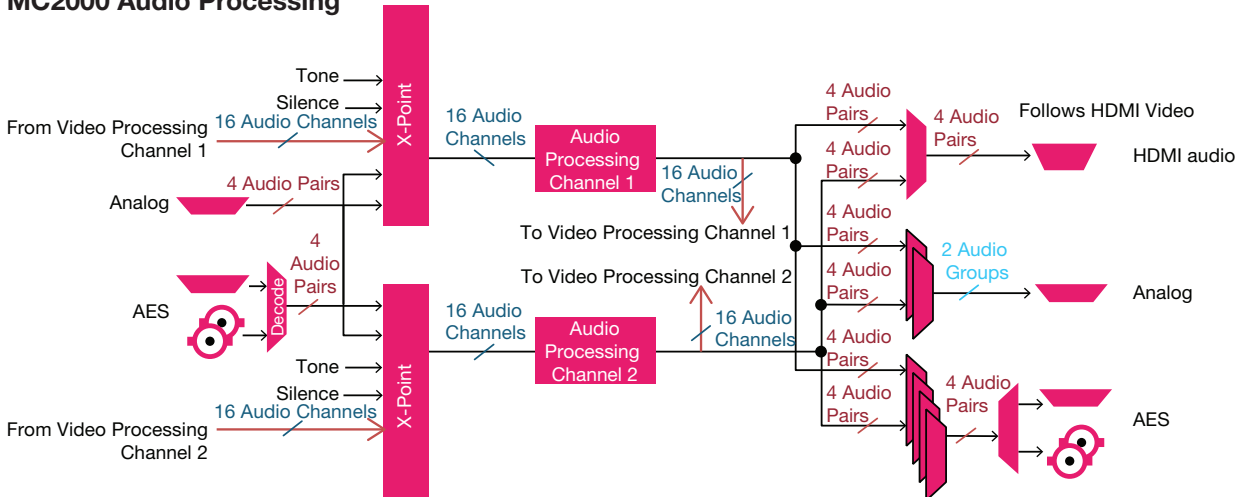 MC2000 Audio Processing
Tone
Silence
16 Audio Channels
From Video Processing
Channel 1
4 Audio Pairs
Analog
4
Audio
Pairs
AES
Decode
Tone
Silence
16 Audio Channels
From Video Processing
Channel 2
X-Point
X-Point
16 Audio
Channels
Audio
Processing
Channel 1
16 Audio
Channels
To Video Processing Channel 1
To Video Processing Channel 2
16 Audio
Channels
Audio
Processing
Channel 2
16 Audio
Channels
4 Audio
Pairs
4 Audio
Pairs
4 Audio
Pairs
Follows HDMI Video
HDMI audio
4 Audio
Pairs
4 Audio
Pairs
2 Audio
Groups
Analog
4 Audio
Pairs
4 Audio
Pairs
4 Audio
Pairs
AES